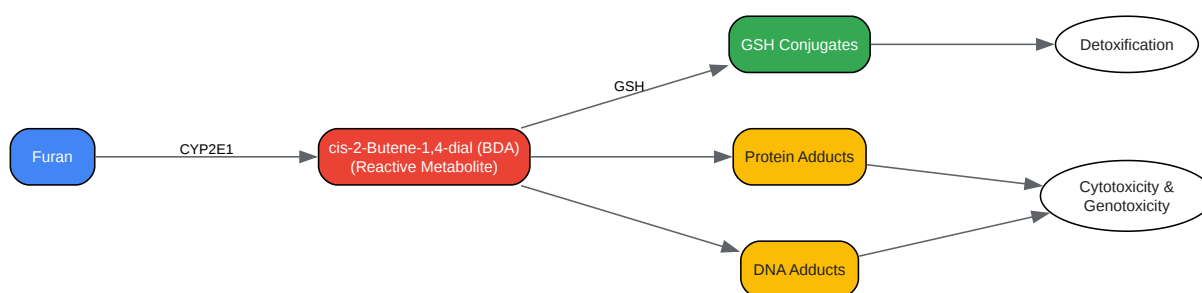 Furan
CYP2E1
cis-2-Butene-1,4-dial (BDA)
(Reactive Metabolite)
GSH
GSH Conjugates
Detoxification
Protein Adducts
Cytotoxicity &
Genotoxicity
DNA Adducts